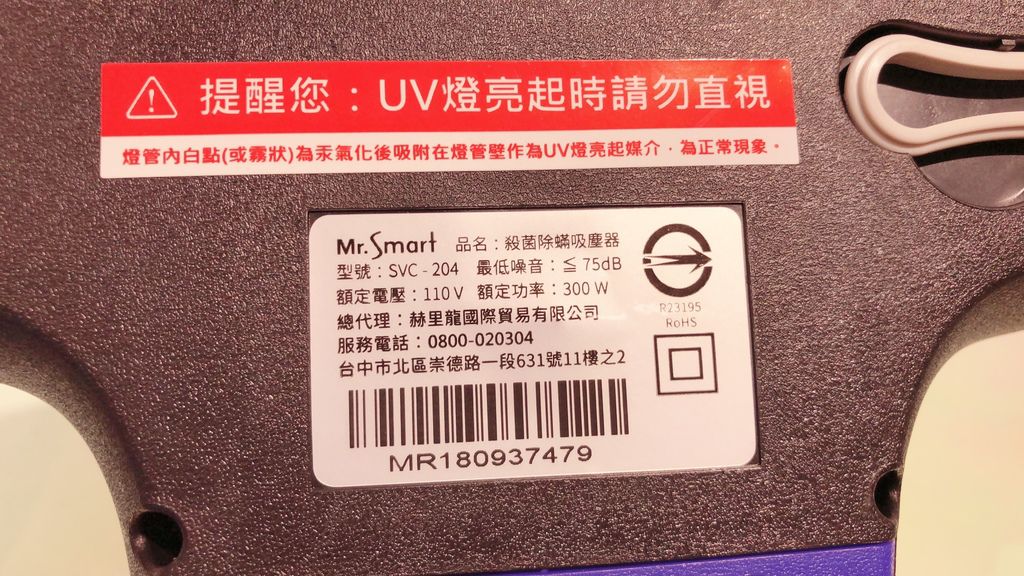 提醒您：UV燈亮起時請勿直視
燈管內白點(或霧狀)為汞氣化後吸附在燈管壁作為UV燈亮起媒介，為正常現象。
Mr.Smart 品名：殺菌除蟎吸塵器
型號：SVC-204 最低噪音：≦75dB
額定電壓：110V 額定功率：300W
R23195
RoHS
總代理：赫里龍國際貿易有限公司
服務電話：0800-020304
台中市北區崇德路一段631號11樓之2
MR180937479